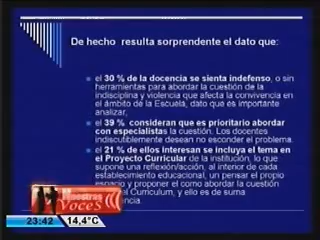 De hecho resulta sorprendente el dato que:
el 30 % de la docencia se sienta indefenso, o sin
herramientas para abordar la cuestión de la
indisciplina y violencia que afecta la convivencia en
el ámbito de la Escuela, dato que es importante
analizar,
el 39 % consideran que es prioritario abordar
con especialistas la cuestión. Los docentes
indiscutiblemente desean no esconder el problema.
el 21 % de ellos interesan se incluya el tema en
el Proyecto Curricular de la institución, lo que
supone una reflexión/acción, al interior de cada
establecimiento educacional, un pensar el propio
espacio y proponer el como abordar la cuestión
el Curriculum, y ello es de suma
Nuestras
Voces
23:42 14,4°C